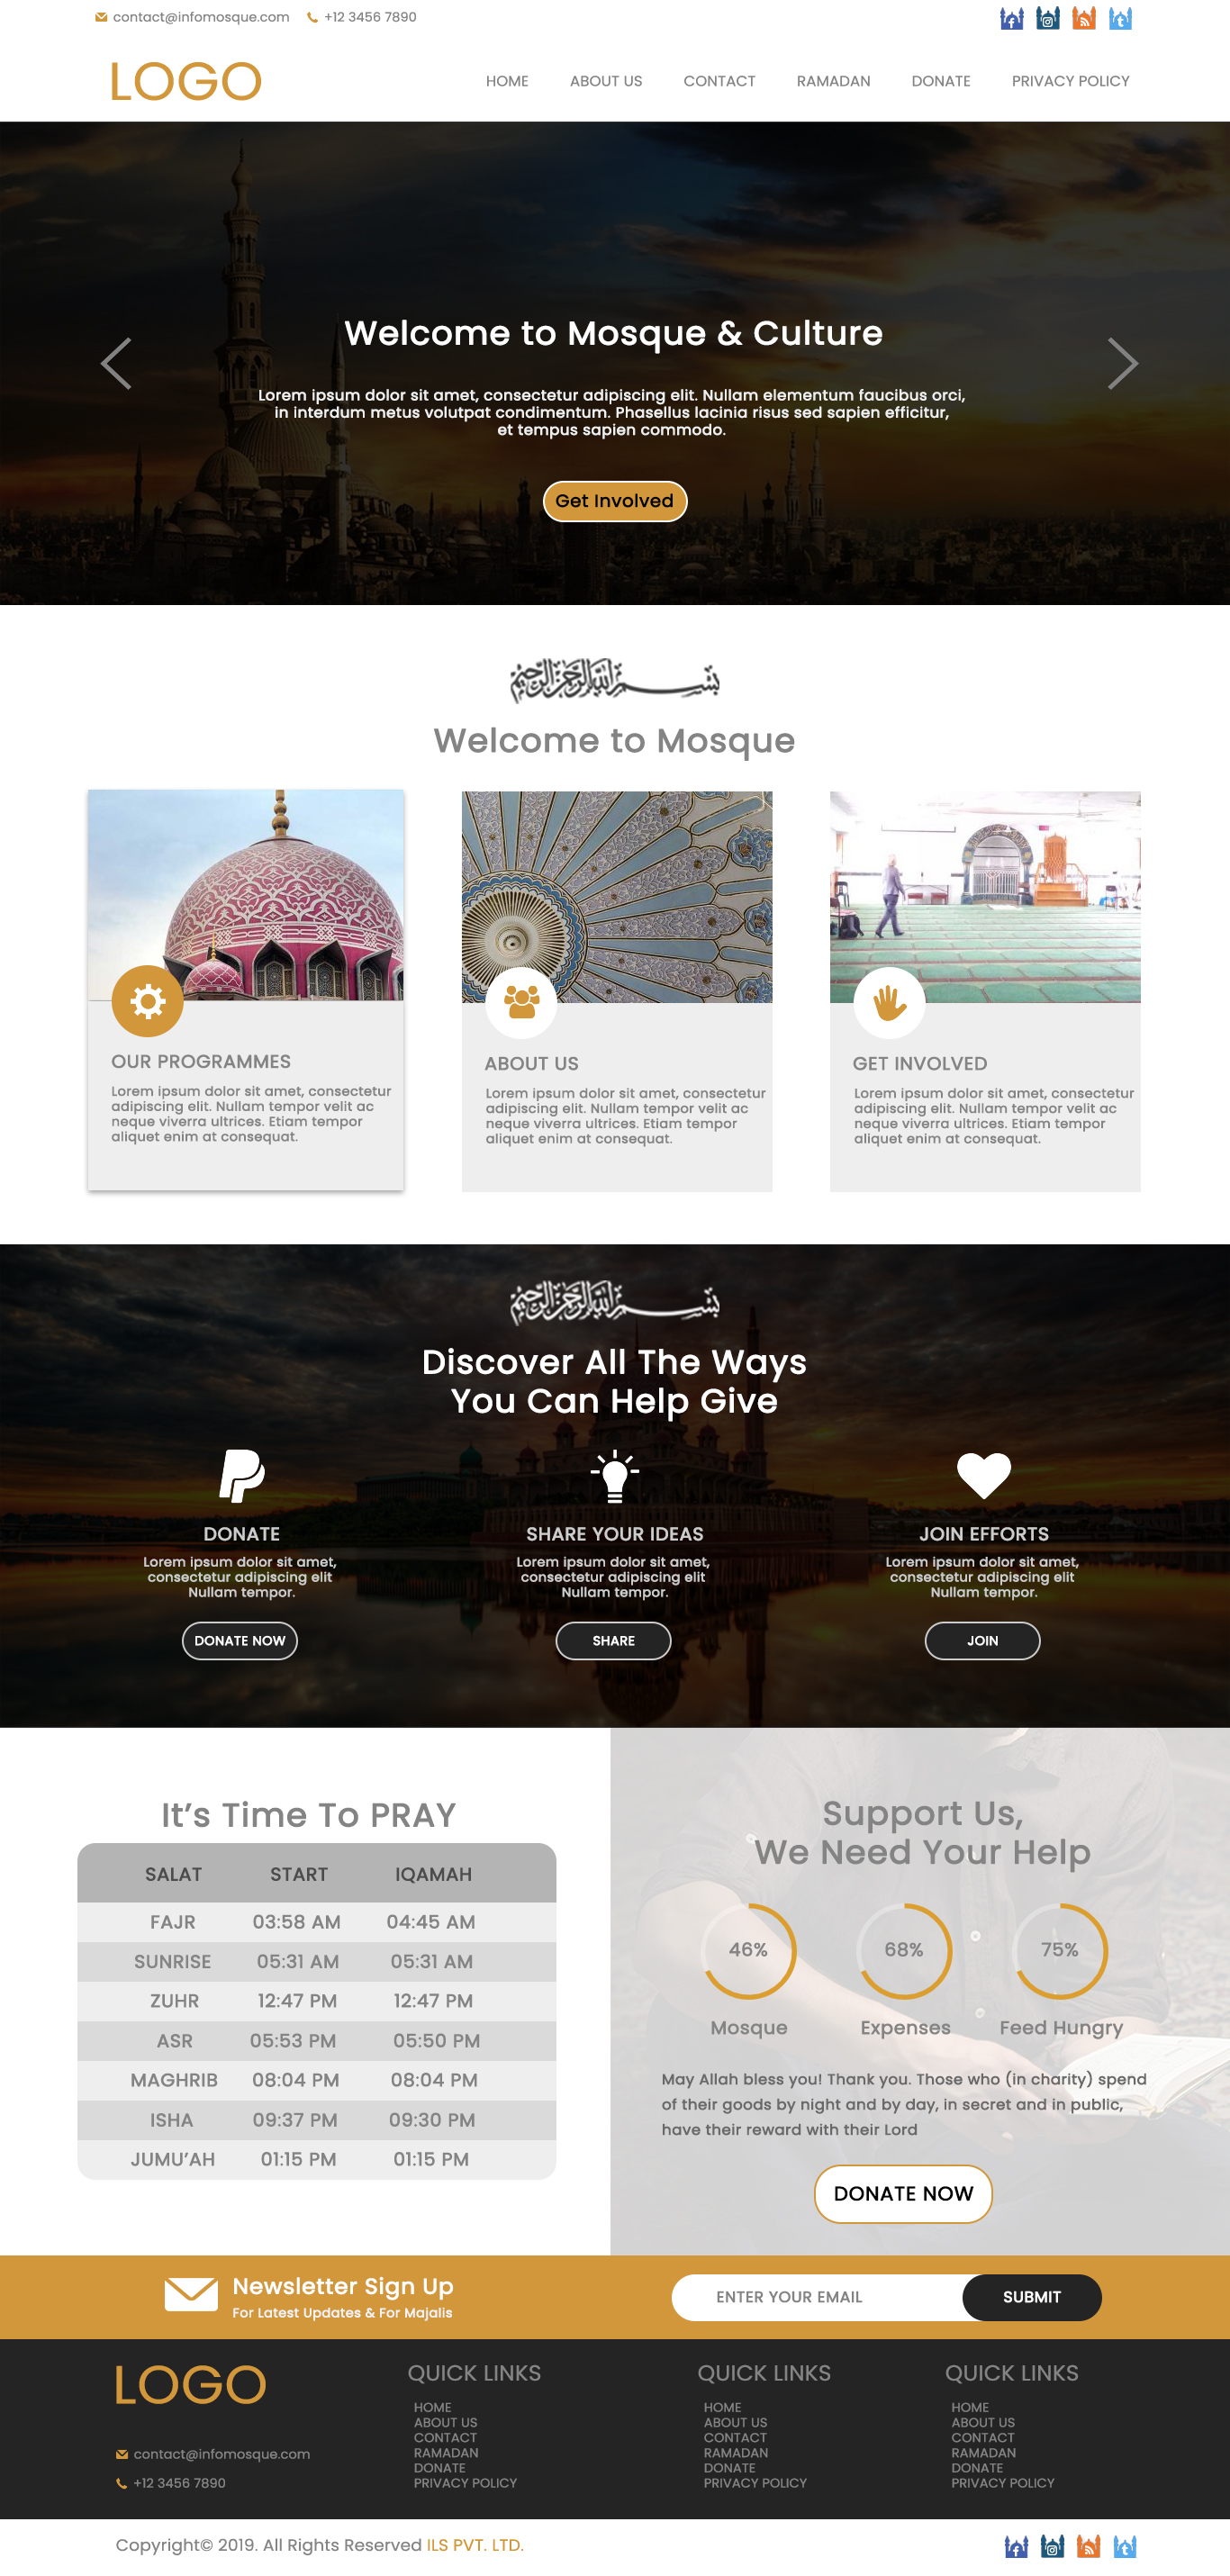 contact@infomosque.com +12 3456 7890
LOGO
HOME ABOUT US CONTACT RAMADAN DONATE PRIVACY POLICY
Welcome to Mosque & Culture
Lorem ipsum dolor sit amet, consectetur adipiscing elit. Nullam elementum faucibus orci,
in interdum metus volutpat condimentum. Phasellus lacinia risus sed sapien efficitur,
et tempus sapien commodo.
Get Involved
بسم الله الرحمن الرحيم
Welcome to Mosque
OUR PROGRAMMES
Lorem ipsum dolor sit amet, consectetur
adipiscing elit. Nullam tempor velit ac
neque viverra ultrices. Etiam tempor
aliquet enim at consequat.
ABOUT US
Lorem ipsum dolor sit amet, consectetur
adipiscing elit. Nullam tempor velit ac
neque viverra ultrices. Etiam tempor
aliquet enim at consequat.
GET INVOLVED
Lorem ipsum dolor sit amet, consectetur
adipiscing elit. Nullam tempor velit ac
neque viverra ultrices. Etiam tempor
aliquet enim at consequat.
بسم الله الرحمن الرحيم
Discover All The Ways
You Can Help Give
DONATE
Lorem ipsum dolor sit amet,
consectetur adipiscing elit
Nullam tempor.
DONATE NOW
SHARE YOUR IDEAS
Lorem ipsum dolor sit amet,
consectetur adipiscing elit
Nullam tempor.
SHARE
JOIN EFFORTS
Lorem ipsum dolor sit amet,
consectetur adipiscing elit
Nullam tempor.
JOIN
It’s Time To PRAY
SALAT START IQAMAH
FAJR 03:58 AM 04:45 AM
SUNRISE 05:31 AM 05:31 AM
ZUHR 12:47 PM 12:47 PM
ASR 05:53 PM 05:50 PM
MAGHRIB 08:04 PM 08:04 PM
ISHA 09:37 PM 09:30 PM
JUMU’AH 01:15 PM 01:15 PM
Support Us,
We Need Your Help
46% 68% 75%
Mosque Expenses Feed Hungry
May Allah bless you! Thank you. Those who (in charity) spend
of their goods by night and by day, in secret and in public,
have their reward with their Lord
DONATE NOW
Newsletter Sign Up
For Latest Updates & For Majalis
ENTER YOUR EMAIL SUBMIT
LOGO
contact@infomosque.com
+12 3456 7890
QUICK LINKS
HOME
ABOUT US
CONTACT
RAMADAN
DONATE
PRIVACY POLICY
QUICK LINKS
HOME
ABOUT US
CONTACT
RAMADAN
DONATE
PRIVACY POLICY
QUICK LINKS
HOME
ABOUT US
CONTACT
RAMADAN
DONATE
PRIVACY POLICY
Copyright© 2019. All Rights Reserved ILS PVT. LTD.